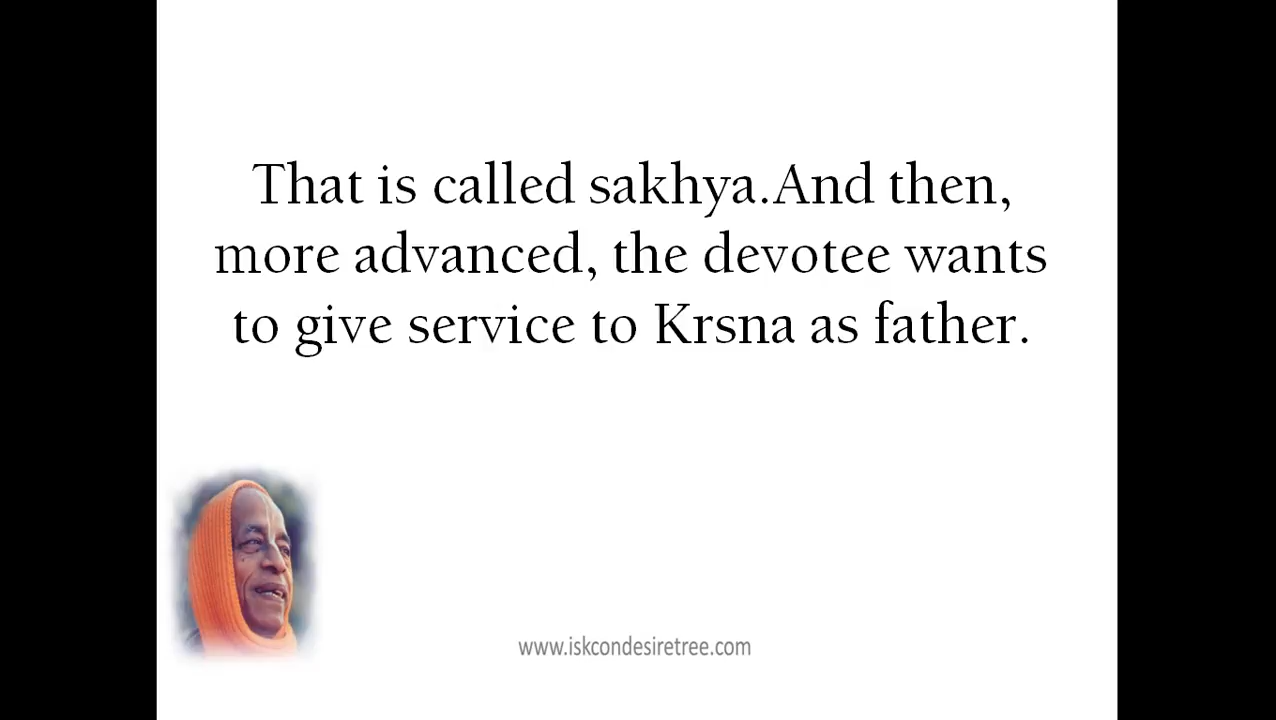 That is called sakhya.And then,
more advanced, the devotee wants
to give service to Krsna as father.
www.iskcondesiretree.com